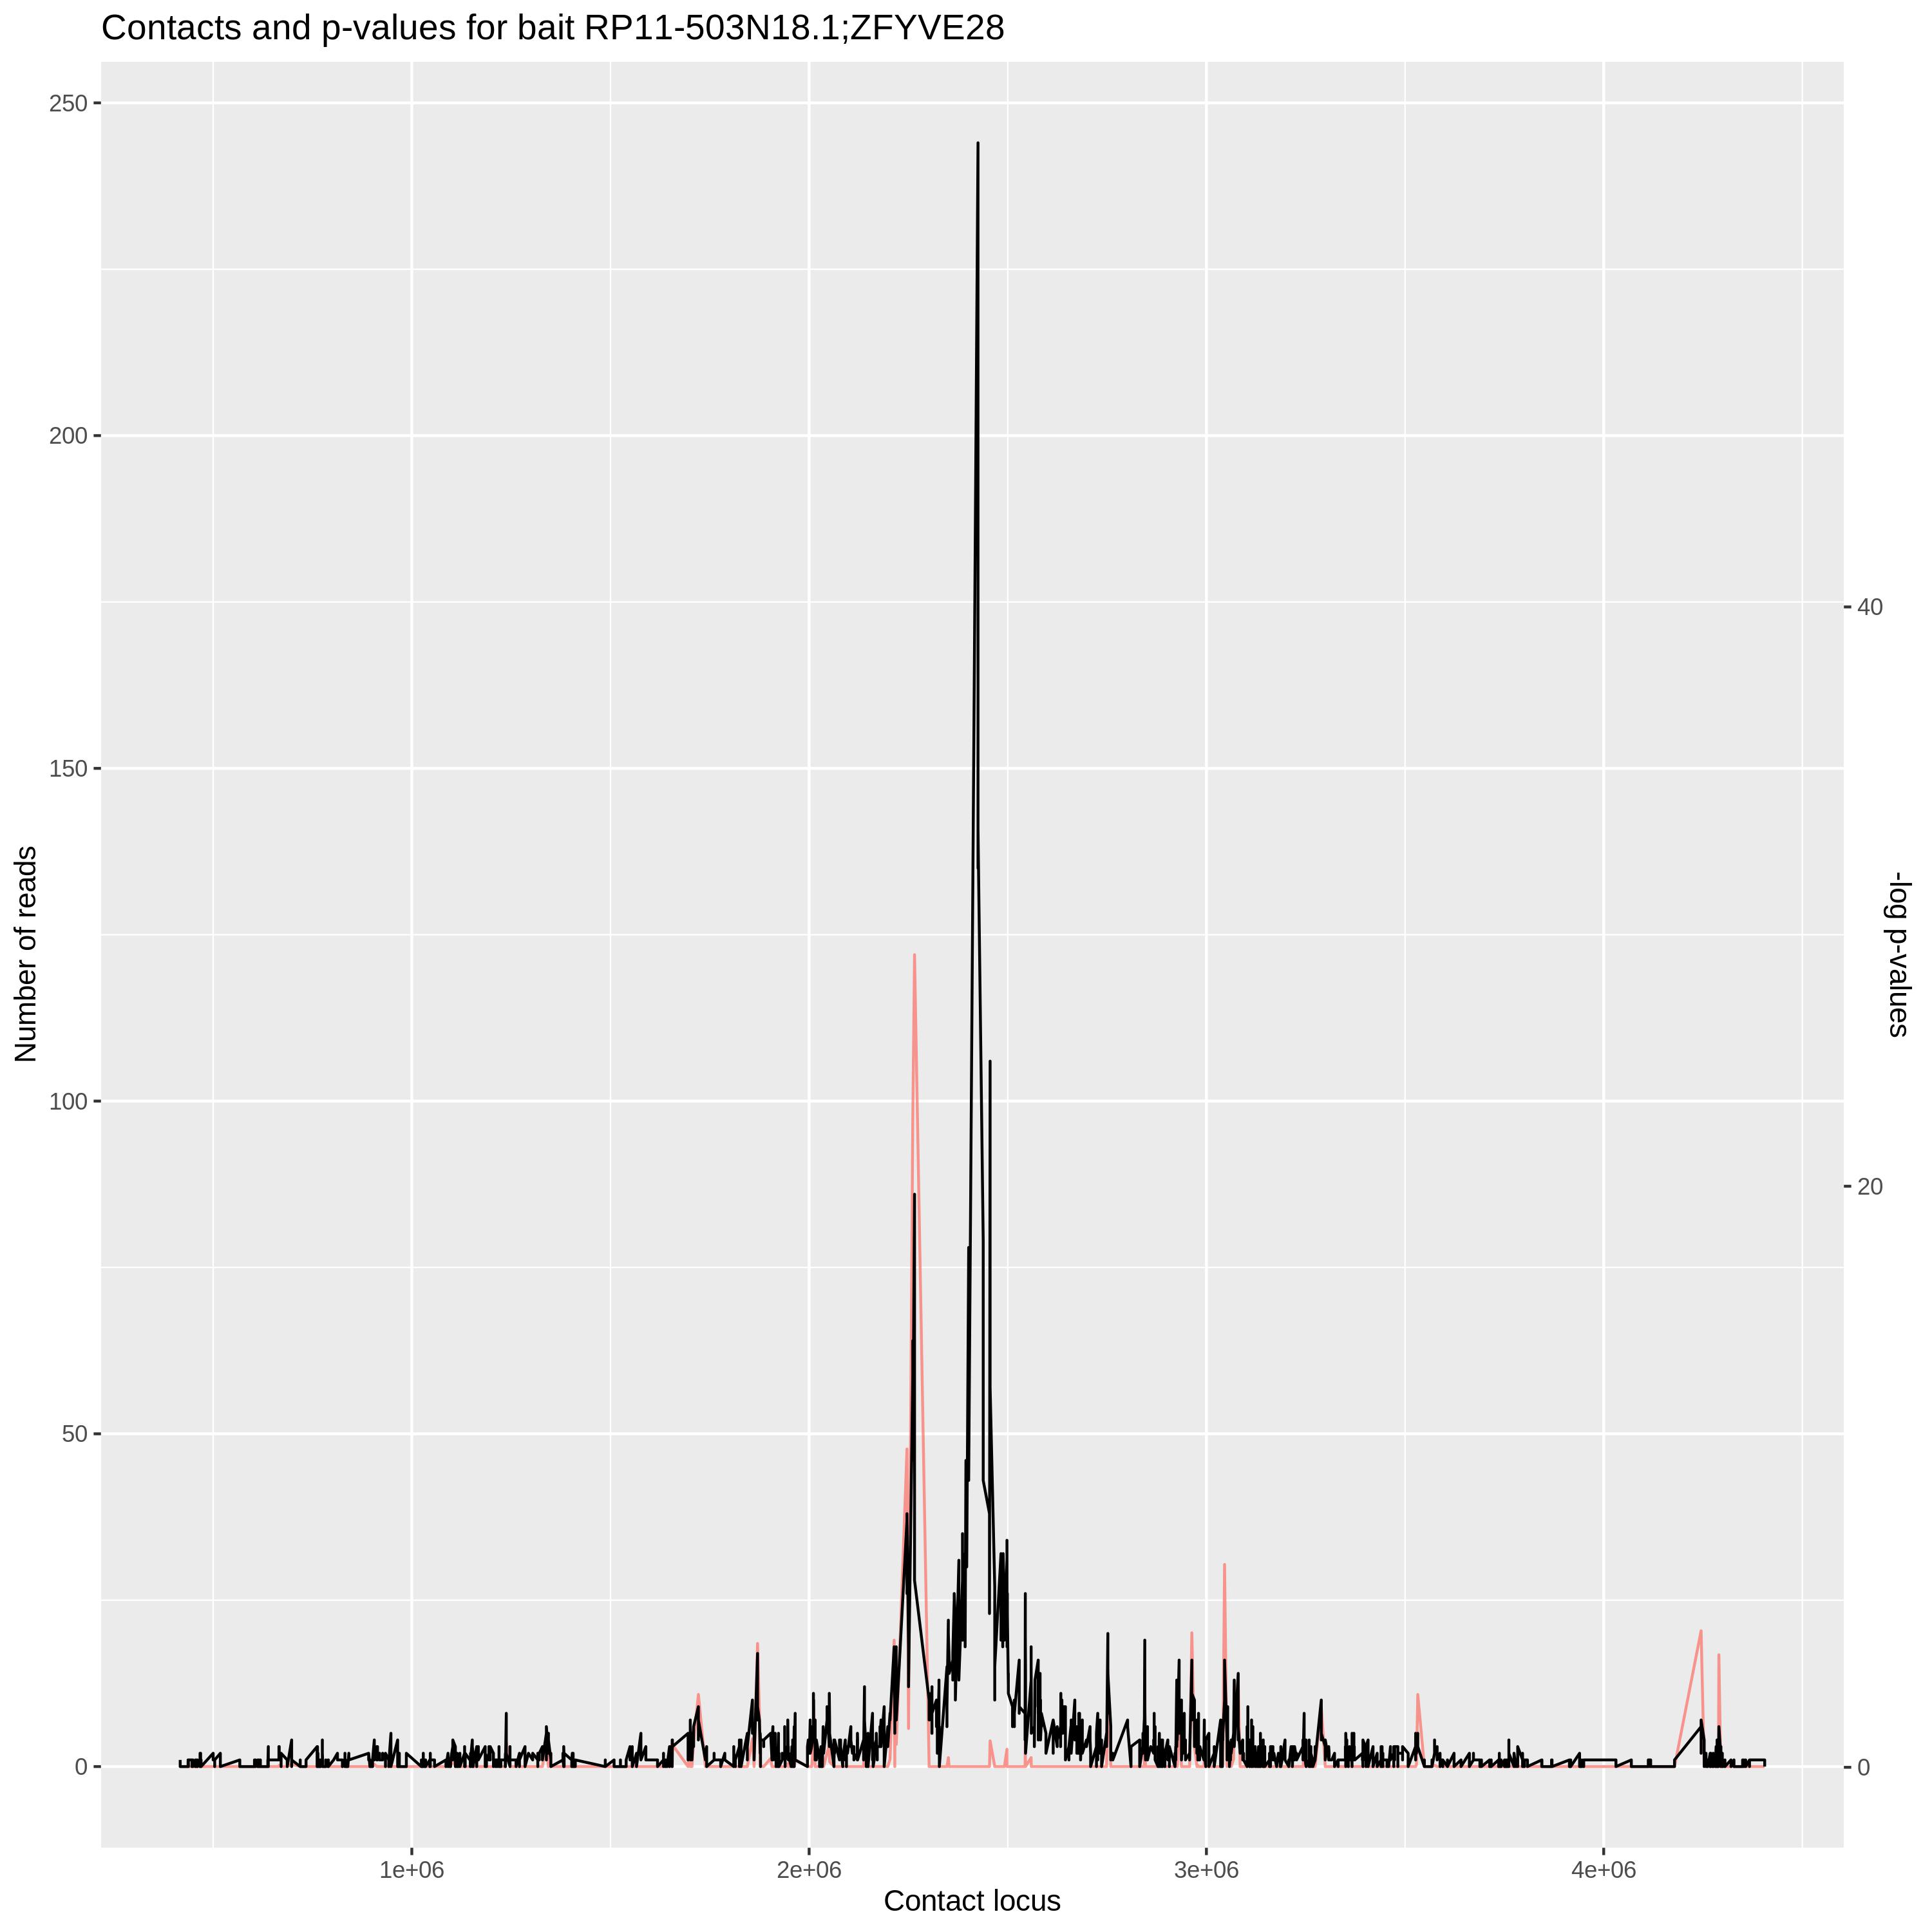 Contacts and p-values for bait RP11-503N18.1;ZFYVE28
250
200
150
100
50
0
Number of reads
40
20
0
-log p-values
1e+06
2e+06
3e+06
4e+06
Contact locus